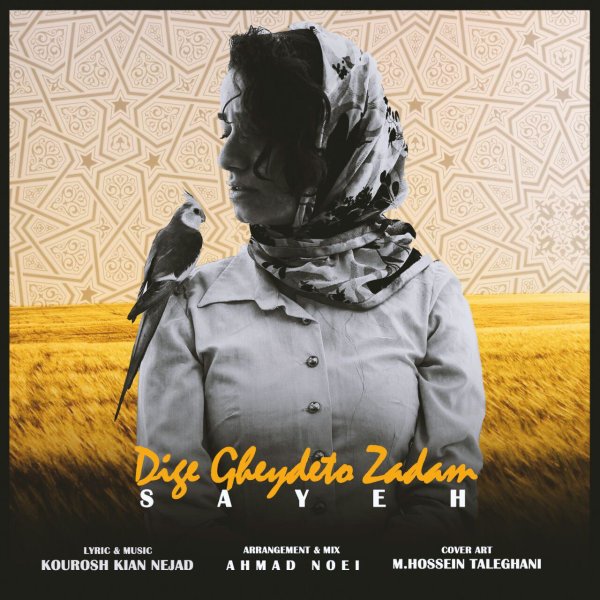 Dige Gheydeto Zadam
SAYEH
LYRIC & MUSIC
KOUROSH KIAN NEJAD
ARRANGEMENT & MIX
AHMAD NOEI
COVER ART
M.HOSSEIN TALEGHANI